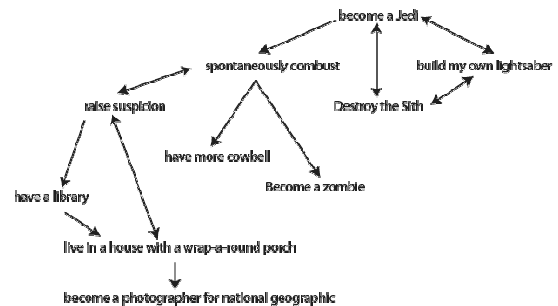 become a Jedi
spontaneously combust
build my own lightsaber
raise suspicion
Destroy the Sith
have more cowbell
Become a zombie
have a library
live in a house with a wrap-a-round porch
become a photographer for national geographic